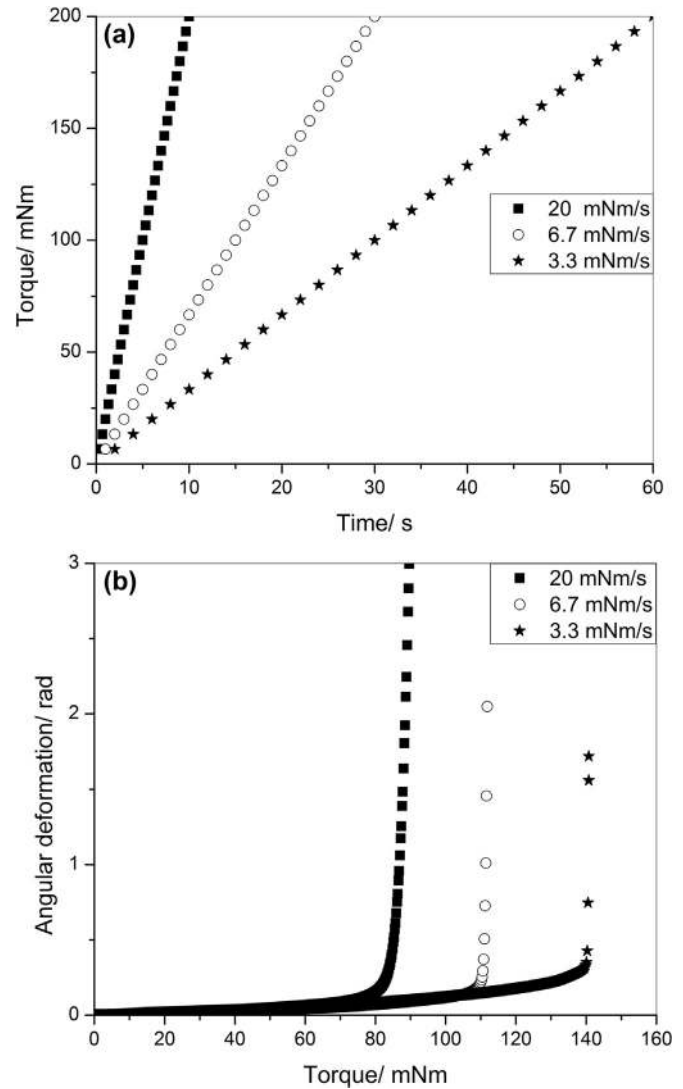 (a)
200
150
100
50
0
Torque/ mNm
20 mNm/s
6.7 mNm/s
3.3 mNm/s
0 10 20 30 40 50 60
Time/ s
(b)
3
2
1
0
Angular deformation/ rad
20 mNm/s
6.7 mNm/s
3.3 mNm/s
0 20 40 60 80 100 120 140 160
Torque/ mNm